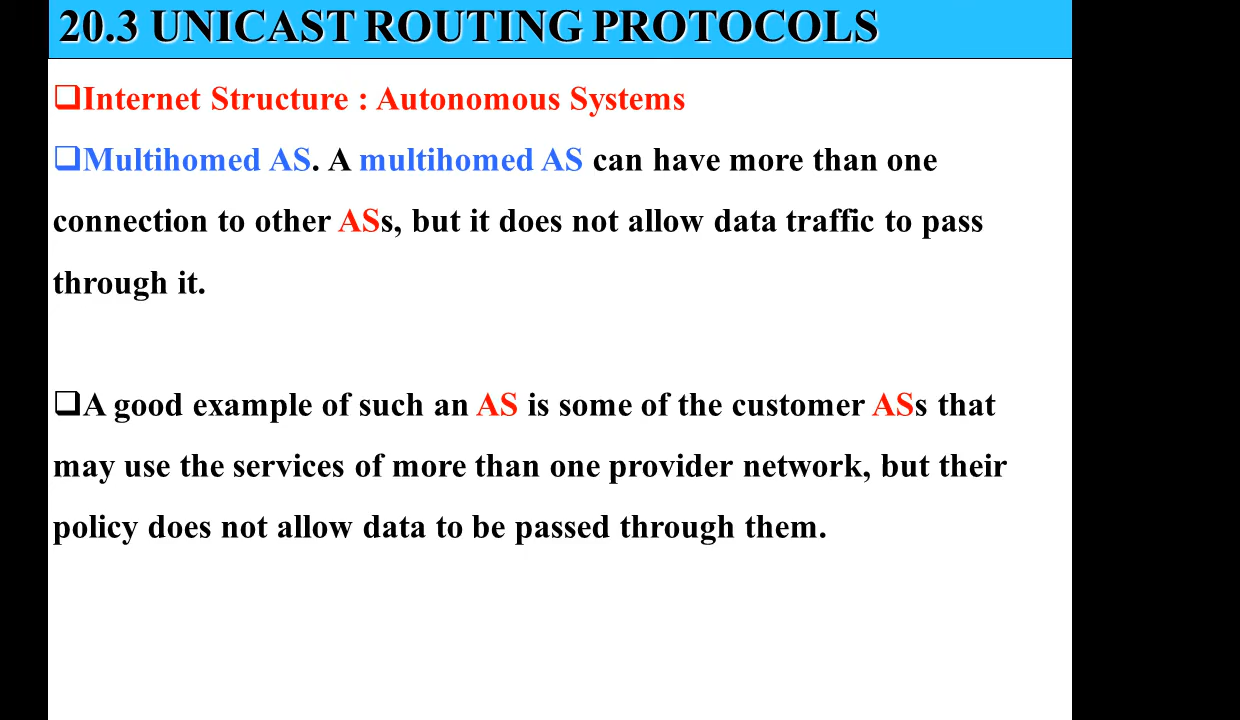 20.3 UNICAST ROUTING PROTOCOLS
❑Internet Structure : Autonomous Systems
❑Multihomed AS. A multihomed AS can have more than one
connection to other ASs, but it does not allow data traffic to pass
through it.
❑A good example of such an AS is some of the customer ASs that
may use the services of more than one provider network, but their
policy does not allow data to be passed through them.